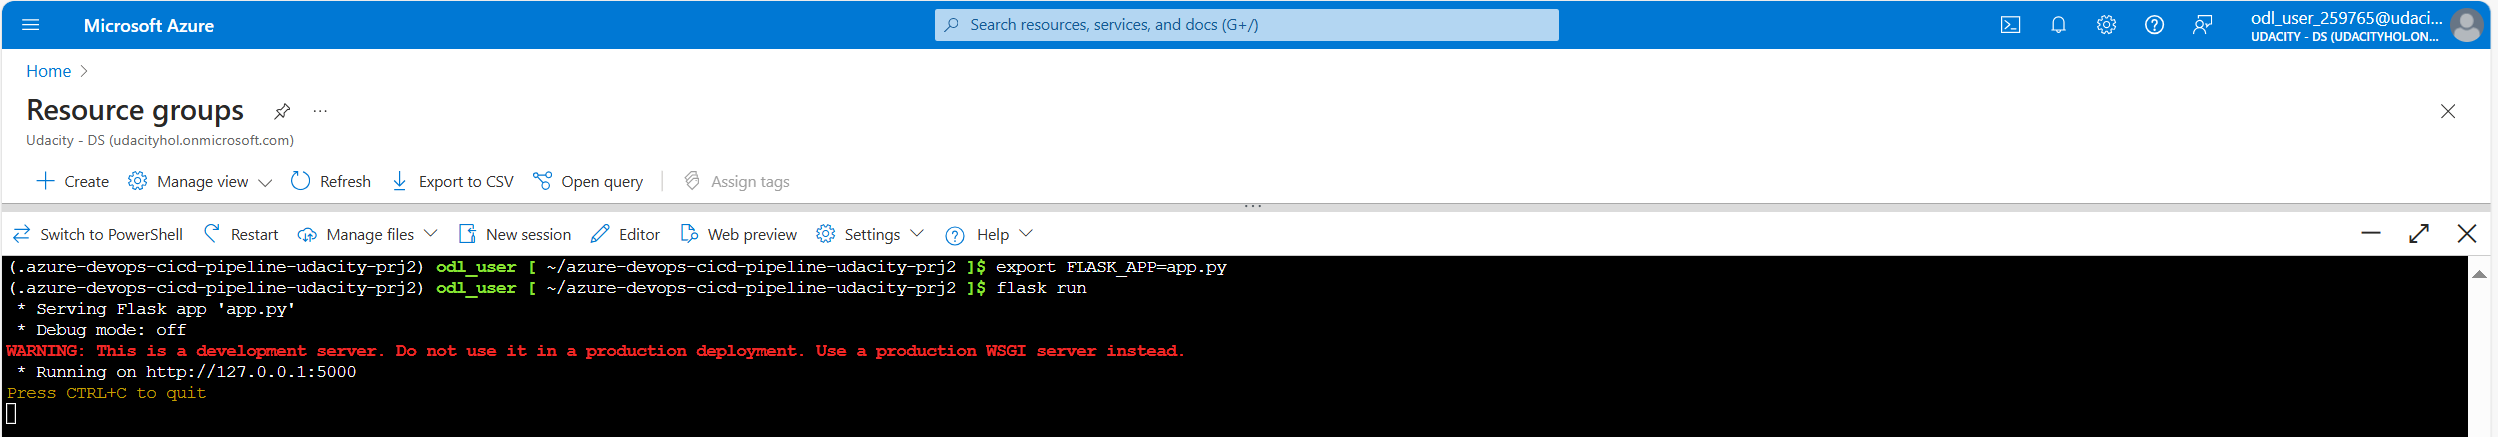 Microsoft Azure
Search resources, services, and docs (G+/)
odl_user_259765@udaci...
UDACITY - DS (UDACITYHOL.ON...
Home
Resource groups
Udacity - DS (udacityhol.onmicrosoft.com)
Create Manage view Refresh Export to CSV Open query Assign tags
Switch to PowerShell Restart Manage files New session Editor Web preview Settings Help
(.azure-devops-cicd-pipeline-udacity-prj2) odl_user [ ~/azure-devops-cicd-pipeline-udacity-prj2 ]$ export FLASK_APP=app.py
(.azure-devops-cicd-pipeline-udacity-prj2) odl_user [ ~/azure-devops-cicd-pipeline-udacity-prj2 ]$ flask run
* Serving Flask app 'app.py'
* Debug mode: off
WARNING: This is a development server. Do not use it in a production deployment. Use a production WSGI server instead.
* Running on http://127.0.0.1:5000
Press CTRL+C to quit